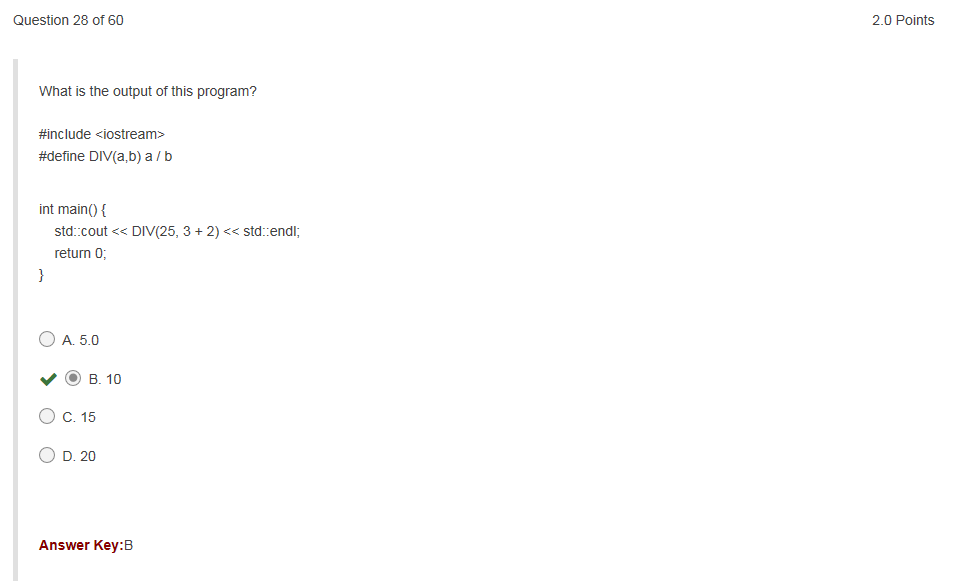 Question 28 of 60
2.0 Points
What is the output of this program?
#include <iostream>
#define DIV(a,b) a / b
int main() {
std::cout << DIV(25, 3 + 2) << std::endl;
return 0;
}
A. 5.0
B. 10
C. 15
D. 20
Answer Key:B